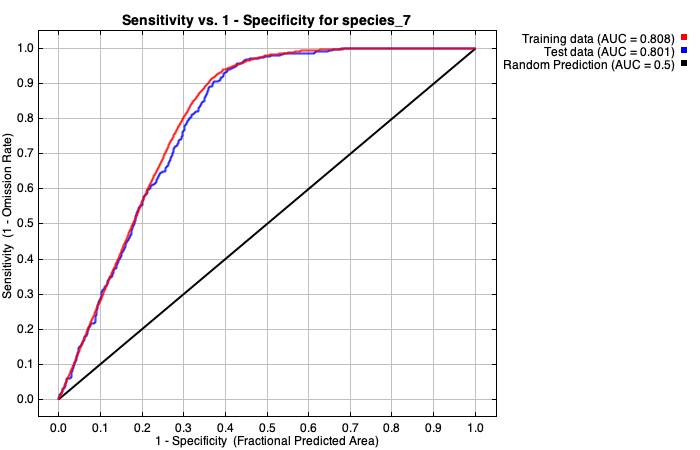 Sensitivity vs. 1 - Specificity for species_7
Training data (AUC = 0.808)
Test data (AUC = 0.801)
Random Prediction (AUC = 0.5)
Sensitivity (1 - Omission Rate)
1.0
0.9
0.8
0.7
0.6
0.5
0.4
0.3
0.2
0.1
0.0
0.0 0.1 0.2 0.3 0.4 0.5 0.6 0.7 0.8 0.9 1.0
1 - Specificity (Fractional Predicted Area)